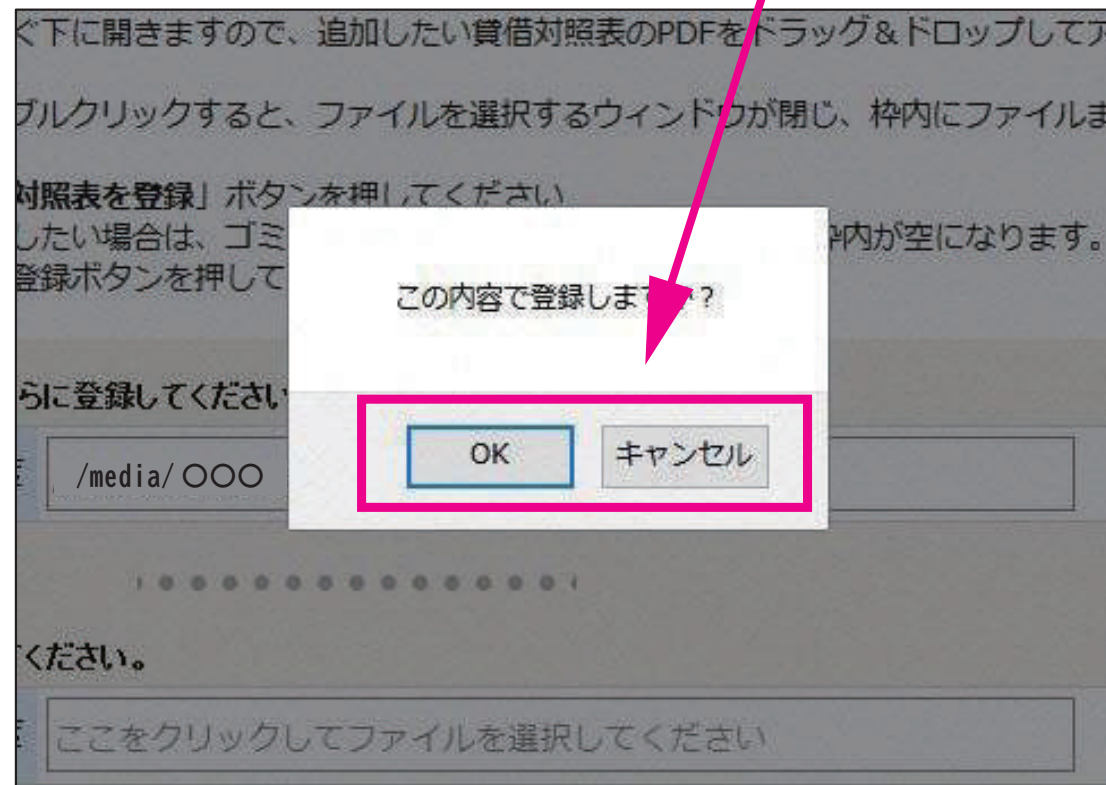 ぐ下に開きますので、追加したい貸借対照表のPDFをドラッグ&ドロップして
ブルクリックすると、ファイルを選択するウィンドウが閉じ、枠内にファイル
対照表を登録」ボタンを押してください
したい場合は、ゴミ
枠内が空になります。
登録ボタンを押して
この内容で登録しますか?
らに登録してください
OK
キャンセル
/media/〇〇〇
ください。
ここをクリックしてファイルを選択してください